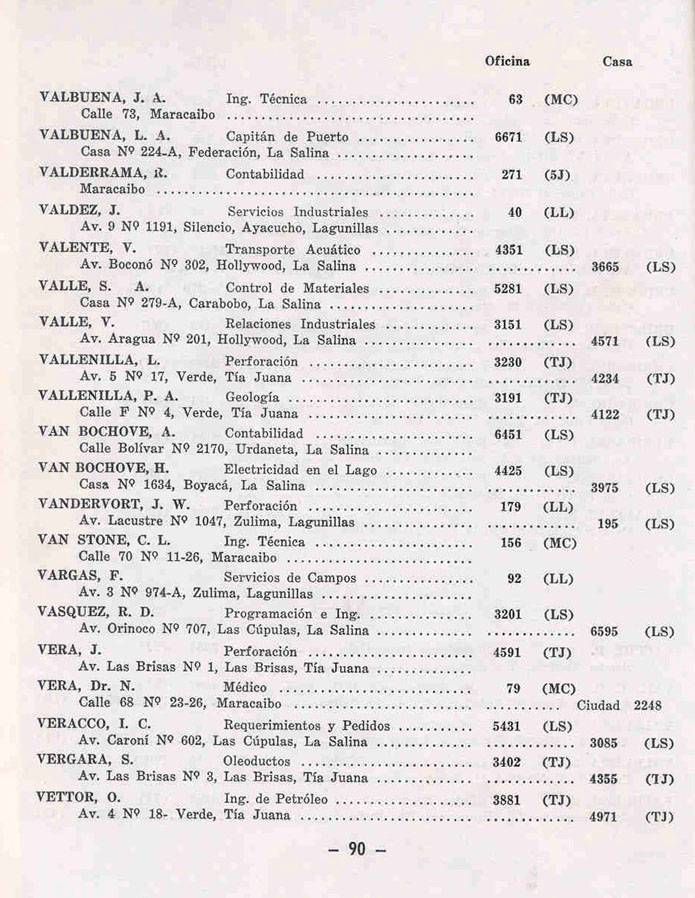 Oficina Casa
VALBUENA, J. A. Ing. Técnica ........................ 63 (MC)
Calle 73, Maracaibo ........................
VALBUENA, L. A. Capitán de Puerto ........................ 6671 (LS)
Casa Nº 224-A, Federación, La Salina ........................
VALDERRAMA, R. Contabilidad ........................ 271 (5J)
Maracaibo ........................
VALDEZ, J. Servicios Industriales ........................ 40 (LL)
Av. 9 Nº 1191, Silencio, Ayacucho, Lagunillas ........................
VALENTE, V. Transporte Acuático ........................ 4351 (LS)
Av. Boconó Nº 302, Hollywood, La Salina ........................ 3665 (LS)
VALLE, S. A. Control de Materiales ........................ 5281 (LS)
Casa Nº 279-A, Carabobo, La Salina ........................
VALLE, V. Relaciones Industriales ........................ 3151 (LS)
Av. Aragua Nº 201, Hollywood, La Salina ........................ 4571 (LS)
VALLENILLA, L. Perforación ........................ 3230 (TJ)
Av. 5 Nº 17, Verde, Tía Juana ........................ 4234 (TJ)
VALLENILLA, P. A. Geología ........................ 3191 (TJ)
Calle F Nº 4, Verde, Tía Juana ........................ 4122 (TJ)
VAN BOCHOVE, A. Contabilidad ........................ 6451 (LS)
Calle Bolívar Nº 2170, Urdaneta, La Salina ........................
VAN BOCHOVE, H. Electricidad en el Lago ........................ 4425 (LS)
Casa Nº 1634, Boyacá, La Salina ........................ 3975 (LS)
VANDERVORT, J. W. Perforación ........................ 179 (LL)
Av. Lacustre Nº 1047, Zulima, Lagunillas ........................ 195 (LS)
VAN STONE, C. L. Ing. Técnica ........................ 156 (MC)
Calle 70 Nº 11-26, Maracaibo ........................
VARGAS, F. Servicios de Campos ........................ 92 (LL)
Av. 3 Nº 974-A, Zulima, Lagunillas ........................
VASQUEZ, R. D. Programación e Ing. ........................ 3201 (LS)
Av. Orinoco Nº 707, Las Cúpulas, La Salina ........................ 6595 (LS)
VERA, J. Perforación ........................ 4591 (TJ)
Av. Las Brisas Nº 1, Las Brisas, Tía Juana ........................
VERA, Dr. N. Médico ........................ 79 (MC)
Calle 68 Nº 23-26, Maracaibo ........................ Ciudad 2248
VERACCO, I. C. Requerimientos y Pedidos ........................ 5431 (LS)
Av. Caroní Nº 602, Las Cúpulas, La Salina ........................ 3085 (LS)
VERGARA, S. Oleoductos ........................ 3402 (TJ)
Av. Las Brisas Nº 3, Las Brisas, Tía Juana ........................ 4355 (TJ)
VETTOR, O. Ing. de Petróleo ........................ 3881 (TJ)
Av. 4 Nº 18- Verde, Tía Juana ........................ 4971 (TJ)
– 90 –